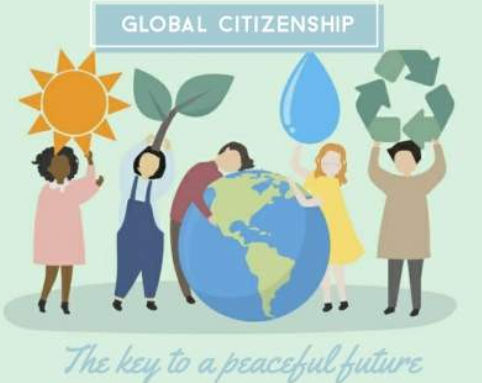 GLOBAL CITIZENSHIP
The key to a peaceful future